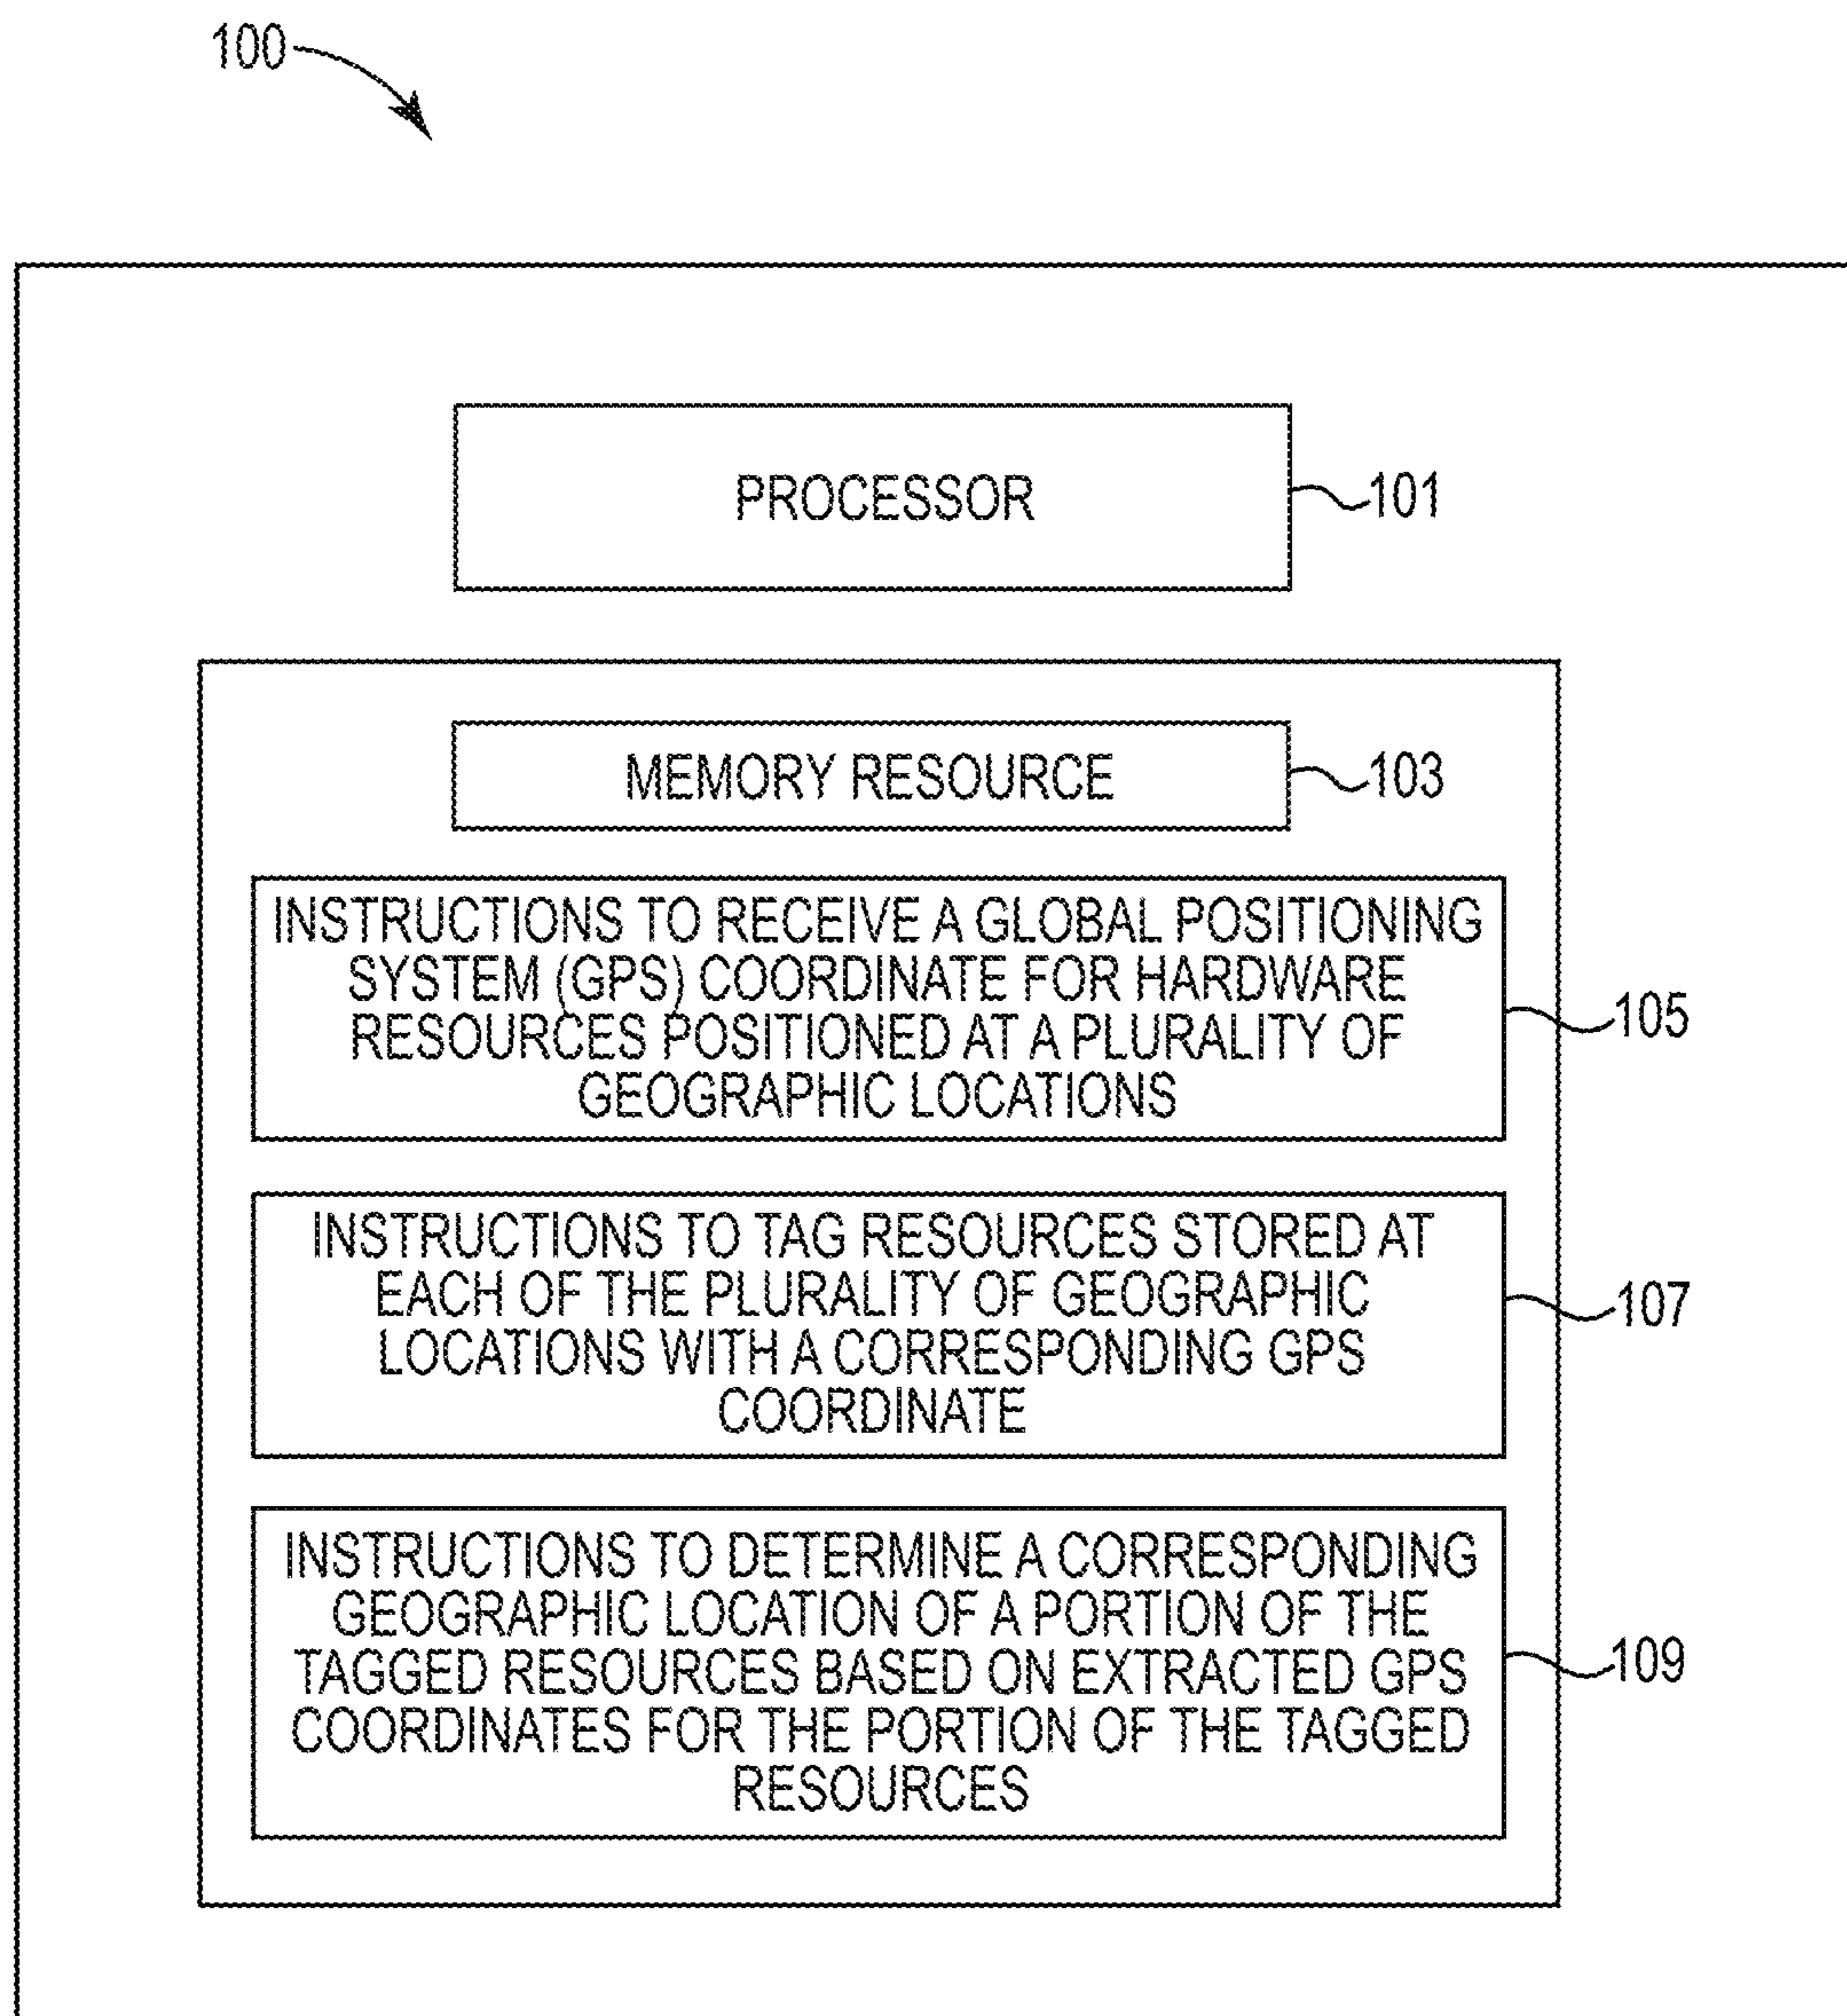 100
PROCESSOR
101
MEMORY RESOURCE
103
INSTRUCTIONS TO RECEIVE A GLOBAL POSITIONING
SYSTEM (GPS) COORDINATE FOR HARDWARE
RESOURCES POSITIONED AT A PLURALITY OF
GEOGRAPHIC LOCATIONS
105
INSTRUCTIONS TO TAG RESOURCES STORED AT
EACH OF THE PLURALITY OF GEOGRAPHIC
LOCATIONS WITH A CORRESPONDING GPS
COORDINATE
107
INSTRUCTIONS TO DETERMINE A CORRESPONDING
GEOGRAPHIC LOCATION OF A PORTION OF THE
TAGGED RESOURCES BASED ON EXTRACTED GPS
COORDINATES FOR THE PORTION OF THE TAGGED
RESOURCES
109